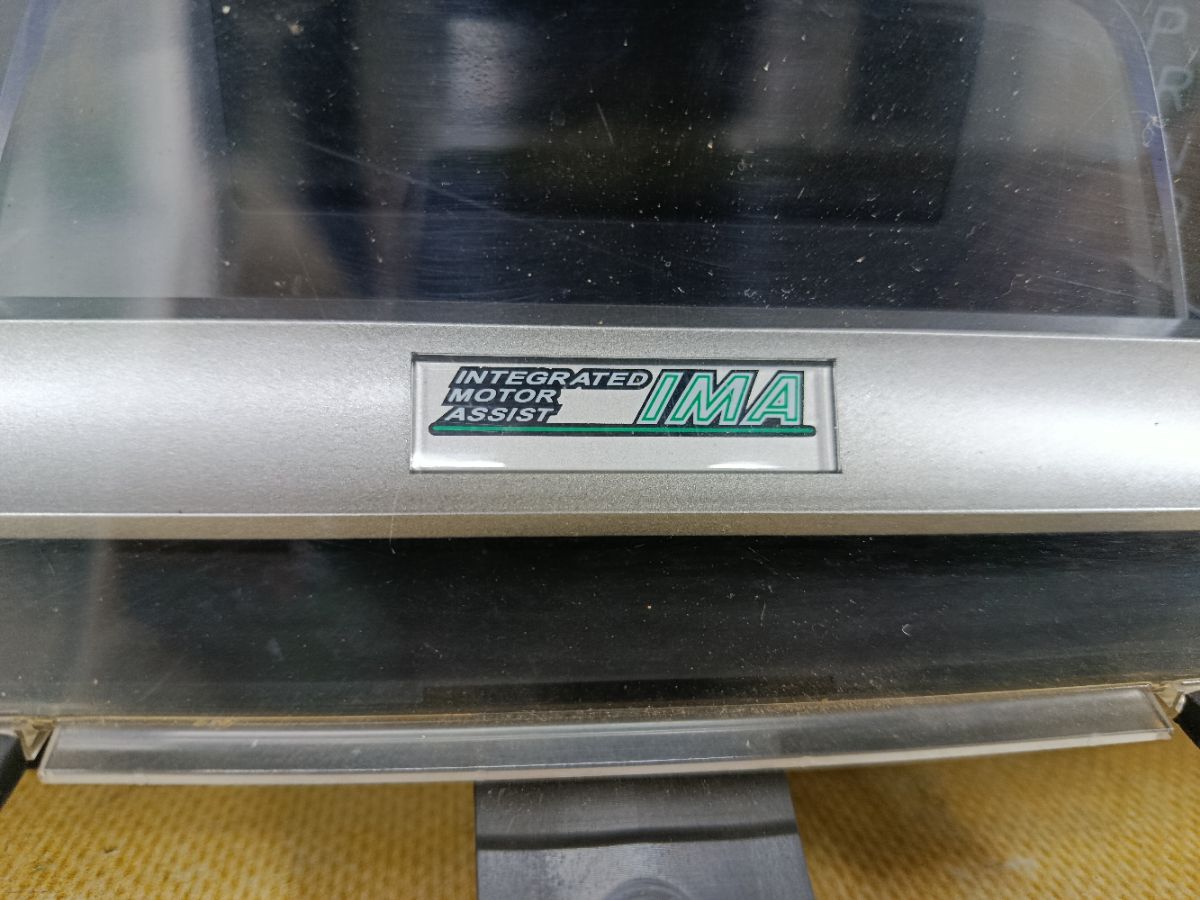 P
R
INTEGRATED
MOTOR
ASSIST
IMA